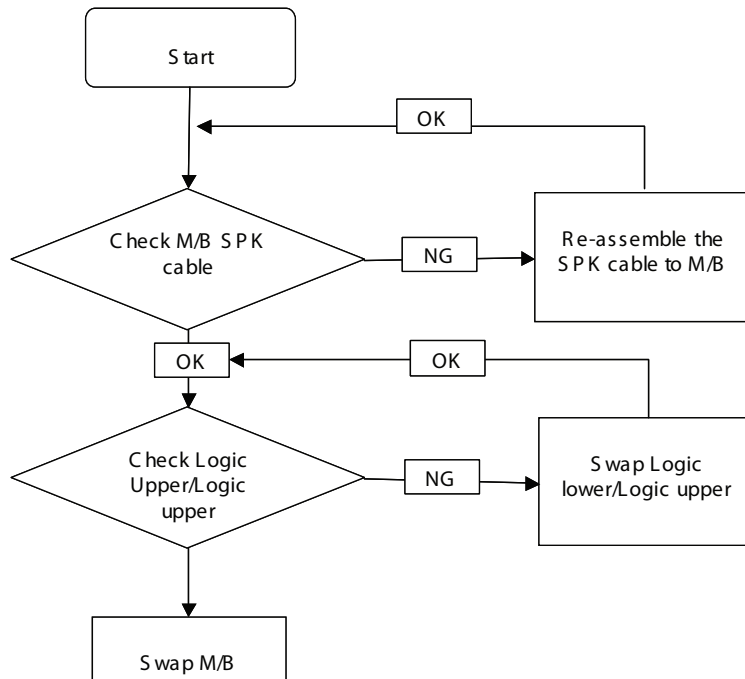 Start
OK
Check M/B SPK
cable
NG
Re-assemble the
SPK cable to M/B
OK
OK
Check Logic
Upper/Logic
upper
NG
Swap Logic
lower/Logic upper
Swap M/B